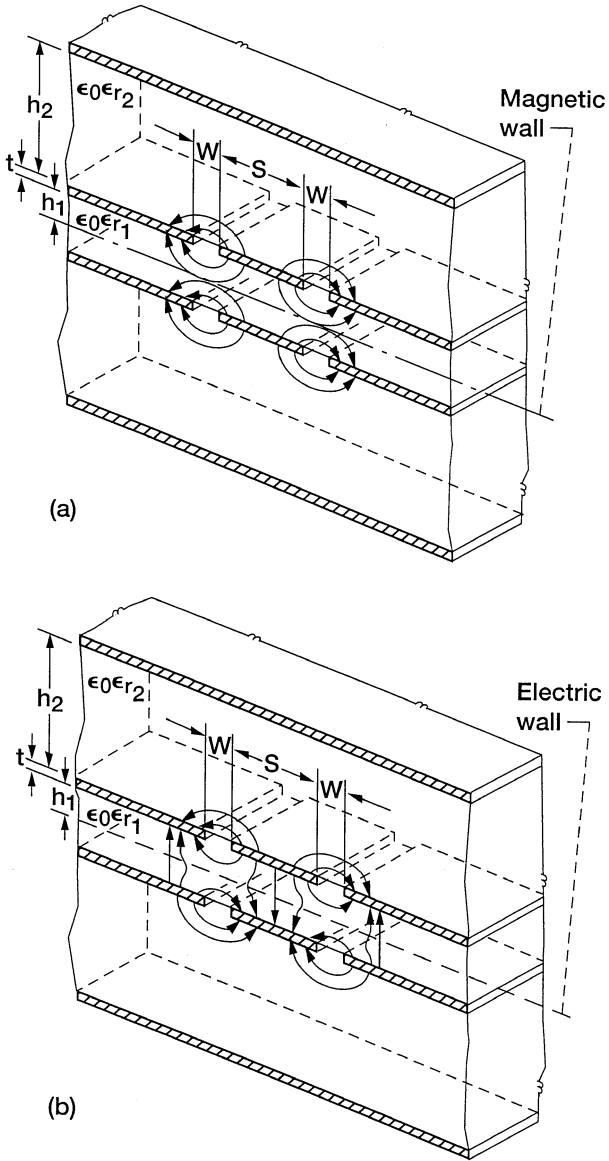 ϵ0ϵr2
h2
Magnetic
wall
W
S
W
t
h1
ϵ0ϵr1
(a)
ϵ0ϵr2
h2
Electric
wall
W
S
W
t
h1
ϵ0ϵr1
(b)